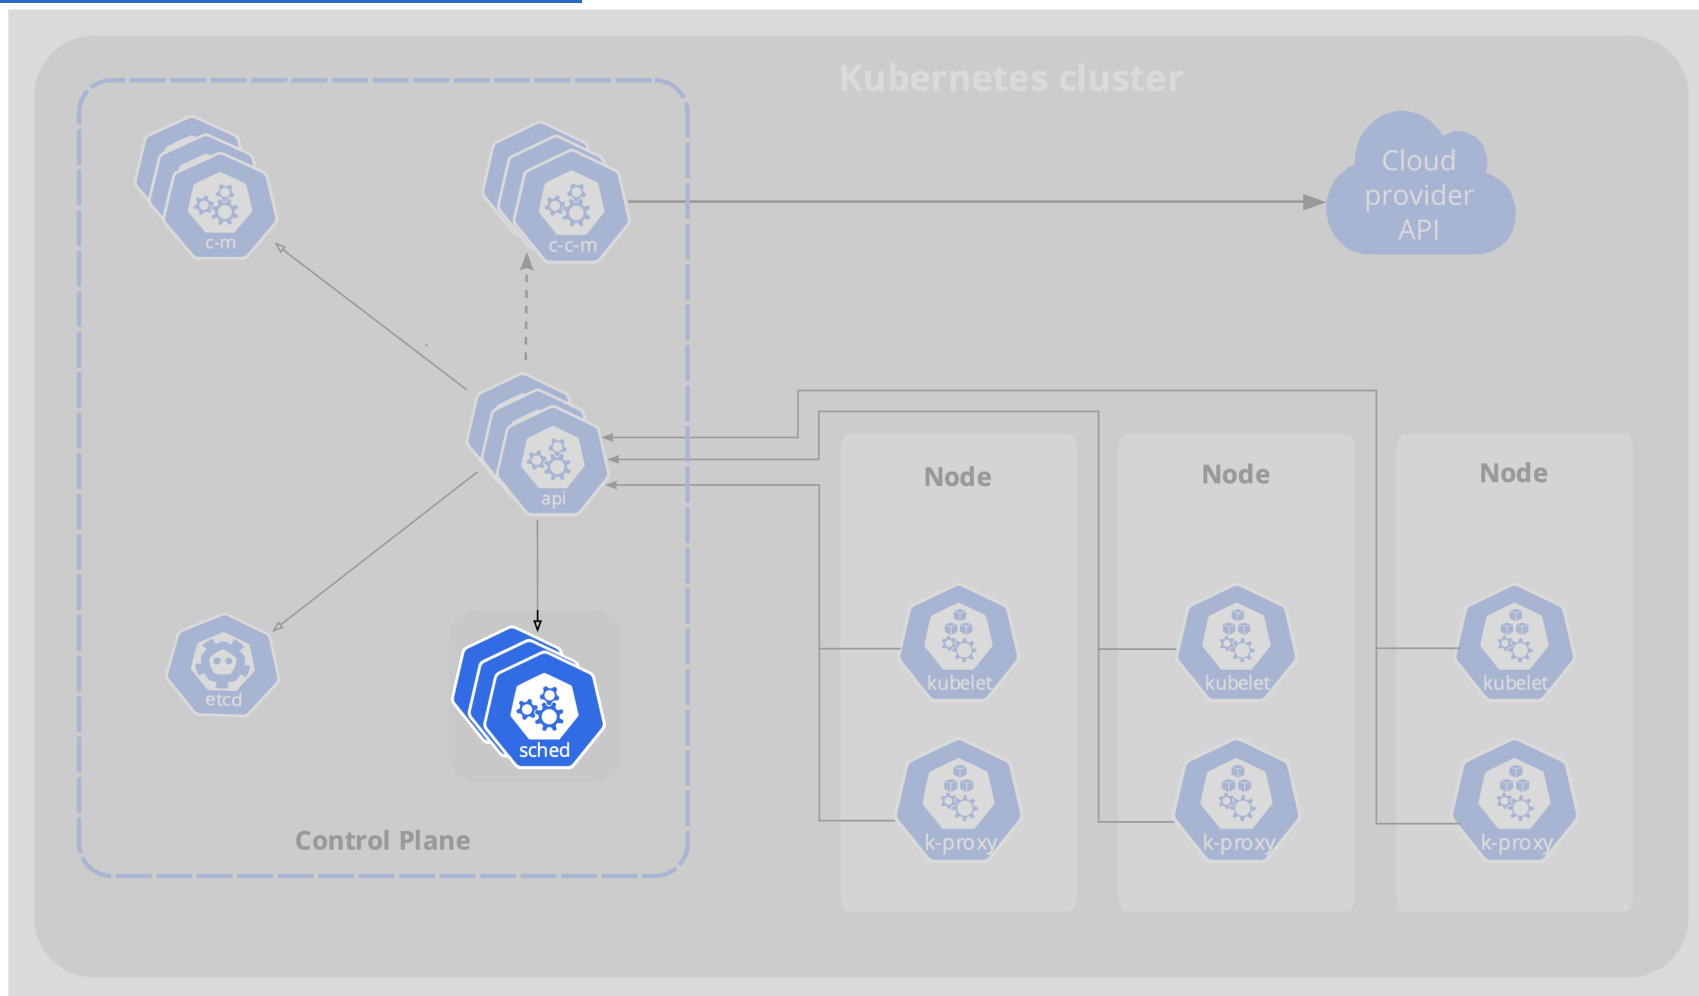 Kubernetes cluster
c-m
c-c-m
Cloud
provider
API
api
Node
Node
Node
etcd
sched
kubelet
kubelet
kubelet
k-proxy
k-proxy
k-proxy
Control Plane